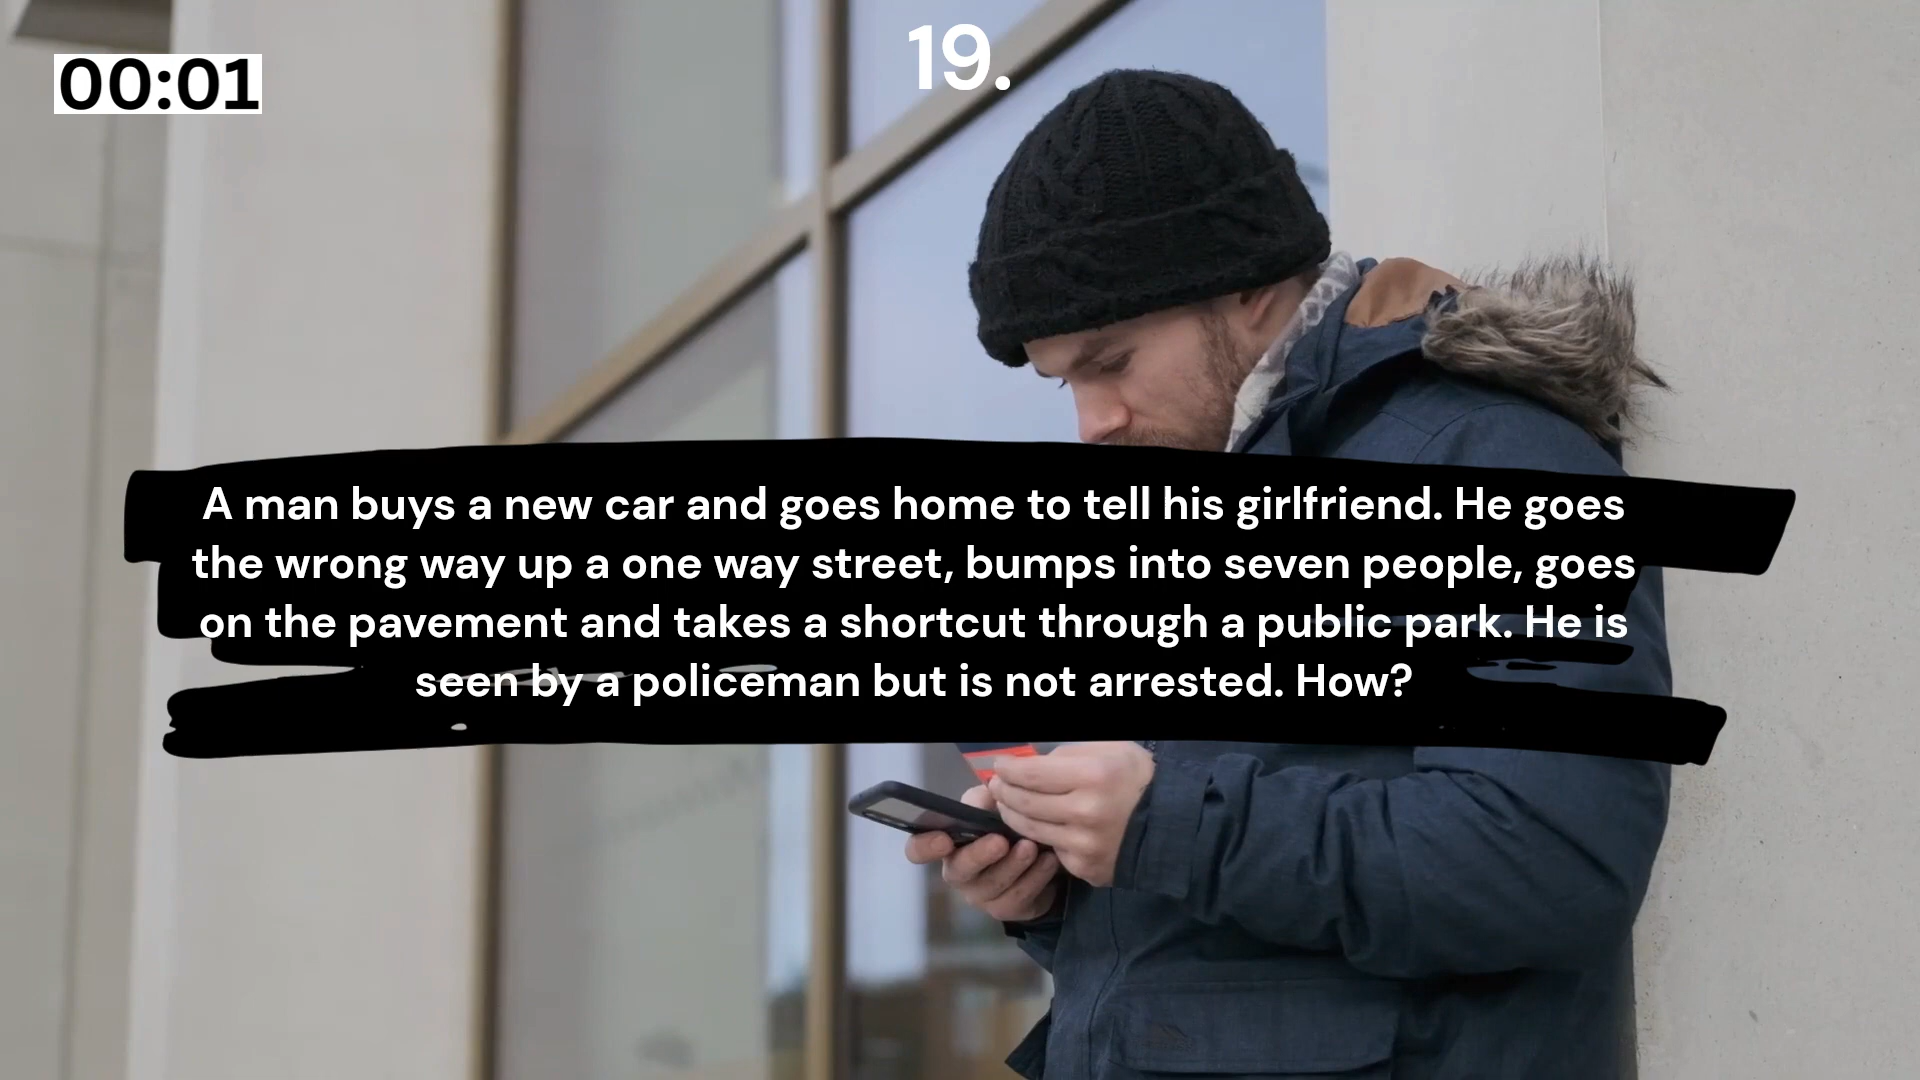 19.
00:01
A man buys a new car and goes home to tell his girlfriend. He goes
the wrong way up a one way street, bumps into seven people, goes
on the pavement and takes a shortcut through a public park. He is
seen by a policeman but is not arrested. How?